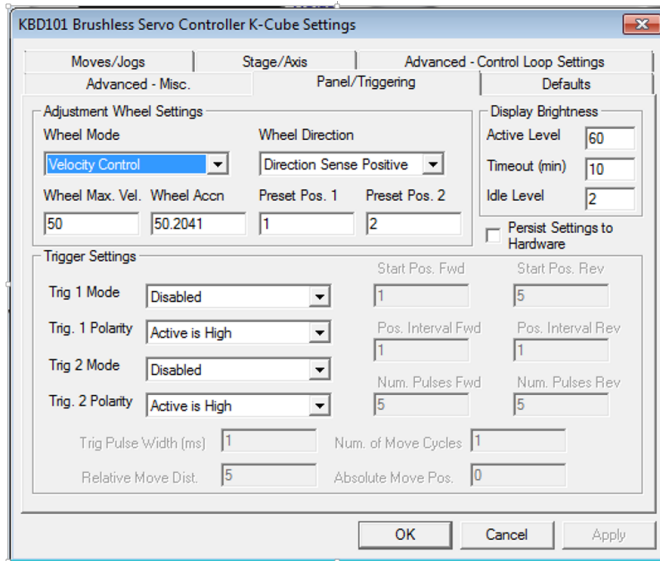 KBD101 Brushless Servo Controller K-Cube Settings
Moves/Jogs Stage/Axis Advanced - Control Loop Settings
Advanced - Misc. Panel/Triggering Defaults
Adjustment Wheel Settings
Wheel Mode Wheel Direction
Velocity Control Direction Sense Positive
Wheel Max. Vel. Wheel Accn Preset Pos. 1 Preset Pos. 2
50 50.2041 1 2
Display Brightness
Active Level 60
Timeout (min) 10
Idle Level 2
Persist Settings to
Hardware
Trigger Settings
Start Pos. Fwd Start Pos. Rev
Trig 1 Mode Disabled 1 5
Trig. 1 Polarity Active is High Pos. Interval Fwd Pos. Interval Rev
1 1
Trig 2 Mode Disabled
Num. Pulses Fwd Num. Pulses Rev
Trig. 2 Polarity Active is High 5 5
Trig Pulse Width (ms) 1 Num. of Move Cycles 1
Relative Move Dist. 5 Absolute Move Pos. 0
OK Cancel Apply